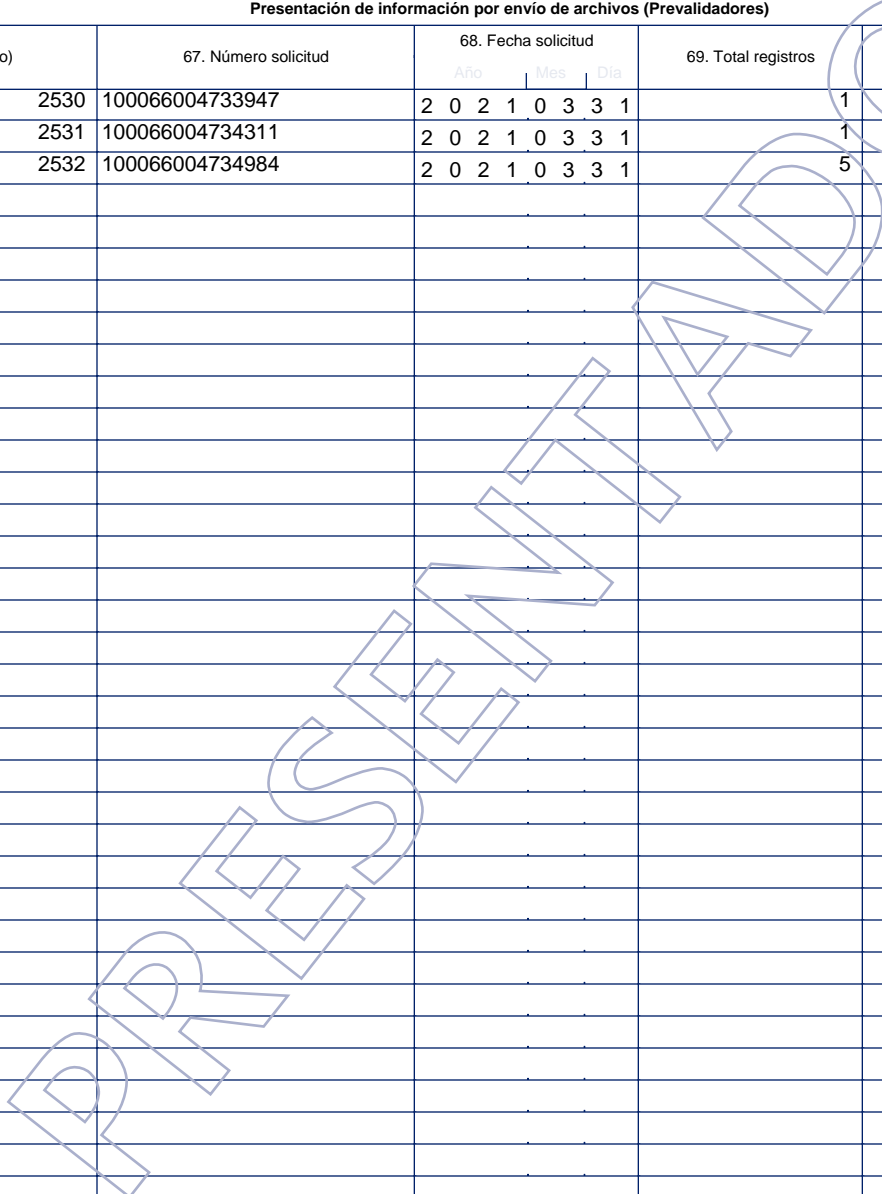 Presentación de información por envío de archivos (Prevalidadores)
o) 67. Número solicitud 68. Fecha solicitud 69. Total registros
Año Mes Día
2530 100066004733947 2 0 2 1 0 3 3 1 1
2531 100066004734311 2 0 2 1 0 3 3 1 1
2532 100066004734984 2 0 2 1 0 3 3 1 5
PRESENTADO